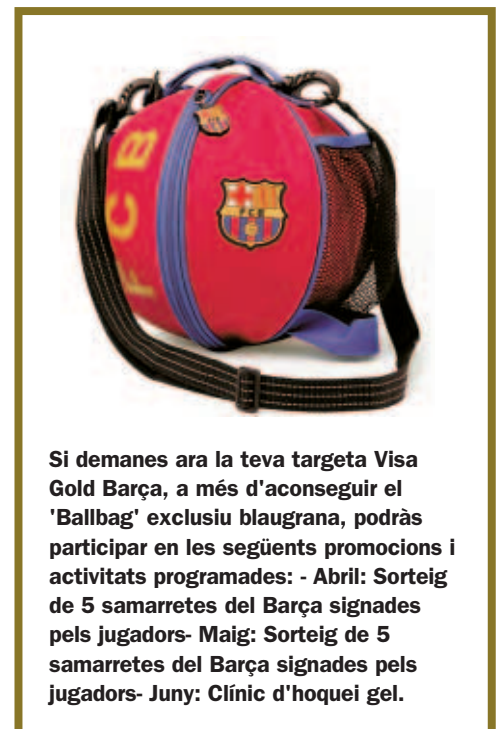 FCB
FCB
Si demanes ara la teva targeta Visa
Gold Barça, a més d'aconseguir el
'Ballbag' exclusiu blaugrana, podràs
participar en les següents promocions i
activitats programades: - Abril: Sorteig
de 5 samarretes del Barça signades
pels jugadors- Maig: Sorteig de 5
samarretes del Barça signades pels
jugadors- Juny: Clínic d'hoquei gel.